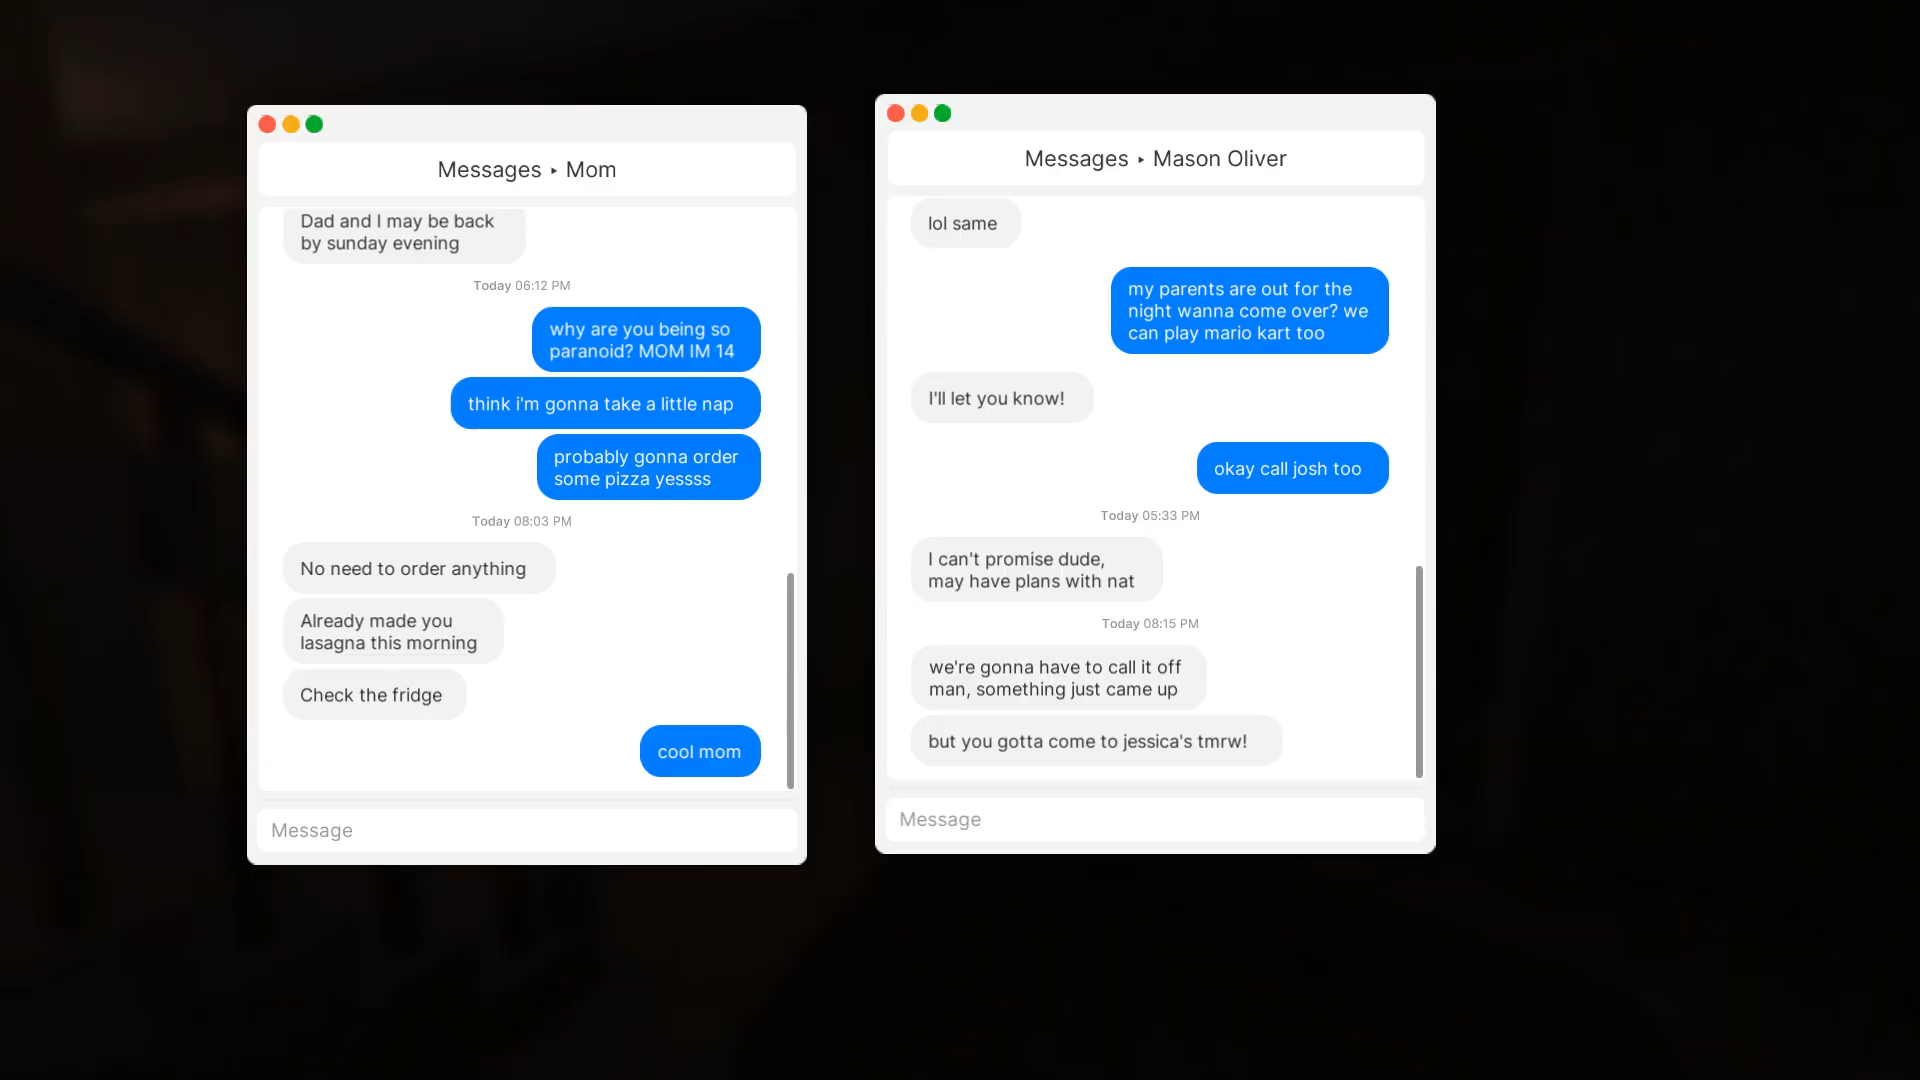 Messages ‣ Mom
Dad and I may be back
by sunday evening
Today 06:12 PM
why are you being so
paranoid? MOM IM 14
think i'm gonna take a little nap
probably gonna order
some pizza yessss
Today 08:03 PM
No need to order anything
Already made you
lasagna this morning
Check the fridge
cool mom
Message
Messages ‣ Mason Oliver
lol same
my parents are out for the
night wanna come over? we
can play mario kart too
I'll let you know!
okay call josh too
Today 05:33 PM
I can't promise dude,
may have plans with nat
Today 08:15 PM
we're gonna have to call it off
man, something just came up
but you gotta come to jessica's tmrw!
Message